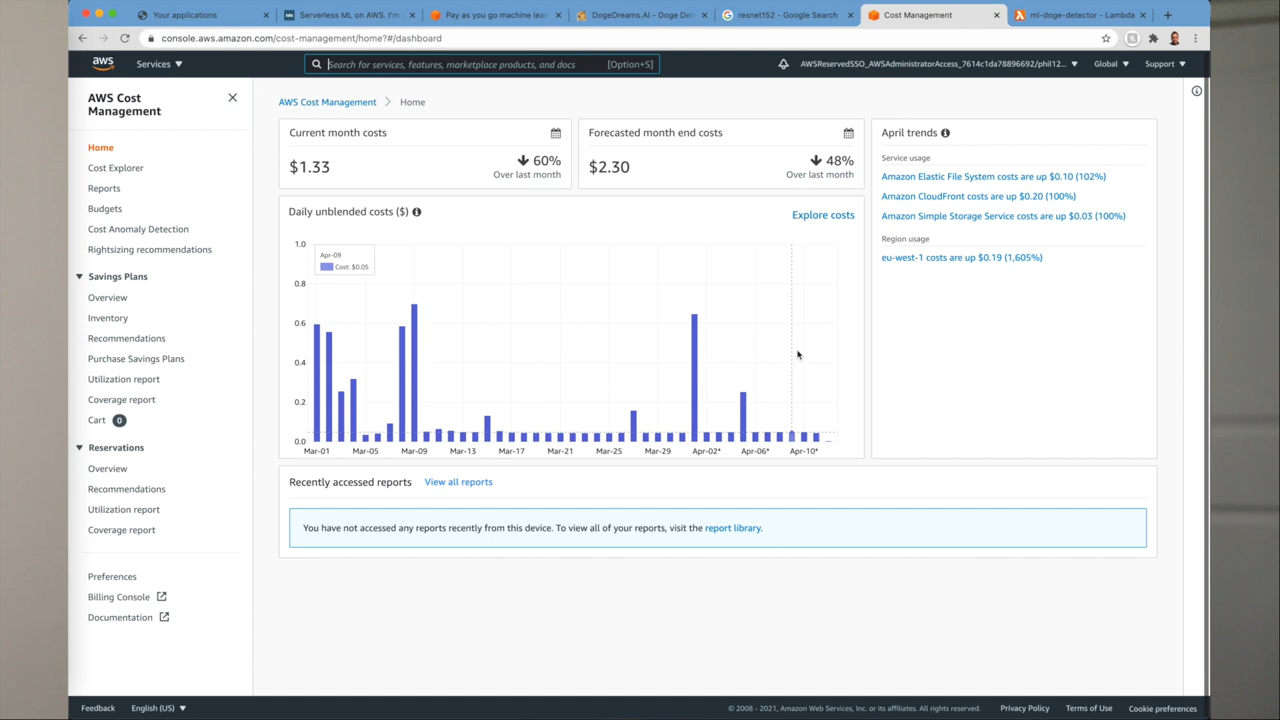 Your applications
Serverless ML on AWS. I'm
Pay as you go machine lear
DogeDreams.AI - Doge Det
resnet152 - Google Search
Cost Management
ml-doge-detector - Lambda
console.aws.amazon.com/cost-management/home?#/dashboard
aws
Services
Search for services, features, marketplace products, and docs
[Option+S]
AWSReservedSSO_AWSAdministratorAccess_7614c1da78896692/phil12...
Global
Support
AWS Cost Management
Home
Cost Explorer
Reports
Budgets
Cost Anomaly Detection
Rightsizing recommendations
Savings Plans
Overview
Inventory
Recommendations
Purchase Savings Plans
Utilization report
Coverage report
Cart 0
Reservations
Overview
Recommendations
Utilization report
Coverage report
Preferences
Billing Console
Documentation
AWS Cost Management
Home
Current month costs
$1.33
60%
Over last month
Forecasted month end costs
$2.30
48%
Over last month
April trends
Service usage
Amazon Elastic File System costs are up $0.10 (102%)
Amazon CloudFront costs are up $0.20 (100%)
Amazon Simple Storage Service costs are up $0.03 (100%)
Region usage
eu-west-1 costs are up $0.19 (1,605%)
Daily unblended costs ($)
Explore costs
1.0
0.8
0.6
0.4
0.2
0.0
Apr-09
Cost: $0.05
Mar-01
Mar-05
Mar-09
Mar-13
Mar-17
Mar-21
Mar-25
Mar-29
Apr-02*
Apr-06*
Apr-10*
Recently accessed reports
View all reports
You have not accessed any reports recently from this device. To view all of your reports, visit the report library.
Feedback
English (US)
© 2008 - 2021, Amazon Web Services, Inc. or its affiliates. All rights reserved.
Privacy Policy
Terms of Use
Cookie preferences